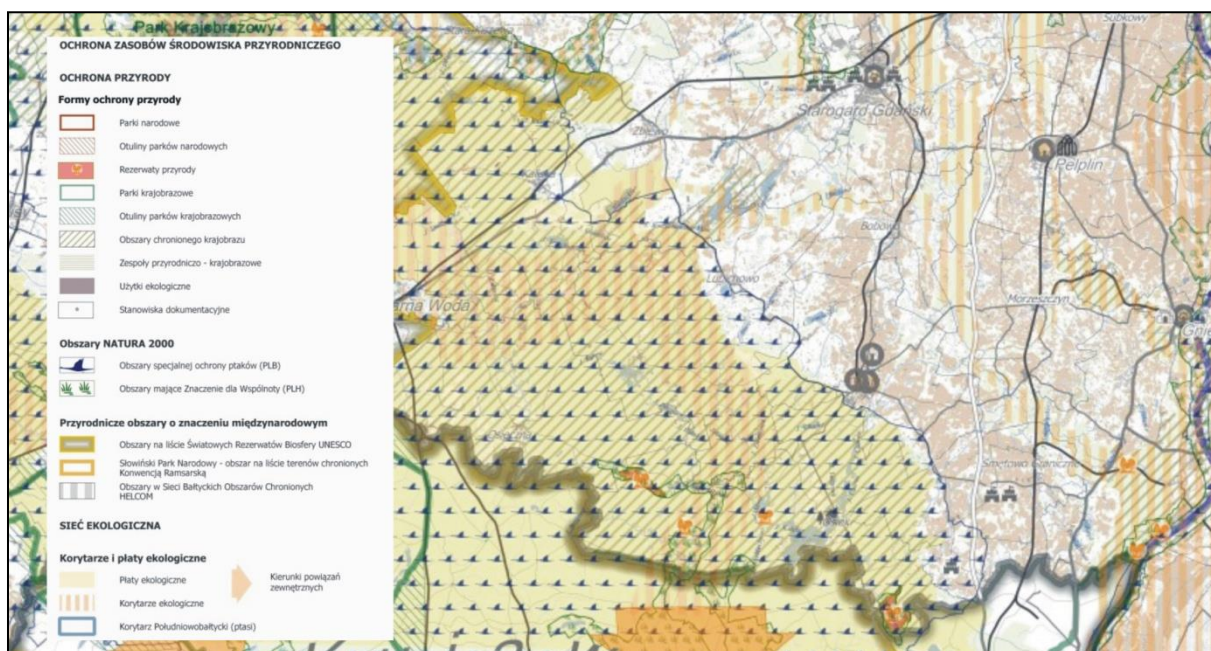 Park Krajobrazowy
OCHRONA ZASOBÓW ŚRODOWISKA PRZYRODNICZEGO
OCHRONA PRZYRODY
Formy ochrony przyrody
Parki narodowe
Otuliny parków narodowych
Rezerwaty przyrody
Parki krajobrazowe
Otuliny parków krajobrazowych
Obszary chronionego krajobrazu
Zespoły przyrodniczo - krajobrazowe
Użytki ekologiczne
Stanowiska dokumentacyjne
Obszary NATURA 2000
Obszary specjalnej ochrony ptaków (PLB)
Obszary mające Znaczenie dla Wspólnoty (PLH)
Przyrodnicze obszary o znaczeniu międzynarodowym
Obszary na liście Światowych Rezerwatów Biosfery UNESCO
Słowiński Park Narodowy - obszar na liście terenów chronionych
Konwencją Ramsarską
Obszary w Sieci Bałtyckich Obszarów Chronionych
HELCOM
SIEĆ EKOLOGICZNA
Korytarze i płaty ekologiczne
Płaty ekologiczne
Korytarze ekologiczne
Korytarz Południowobałtycki (ptasi)
Kierunki powiązań
zewnętrznych
Subkowy
Starogard Gdański
Zblewo
Pelplin
Kaliska
Bobowo
Lubichowo
arna Woda
Morzeszczyn
Gnie
Osieczna
Smętowo Graniczne